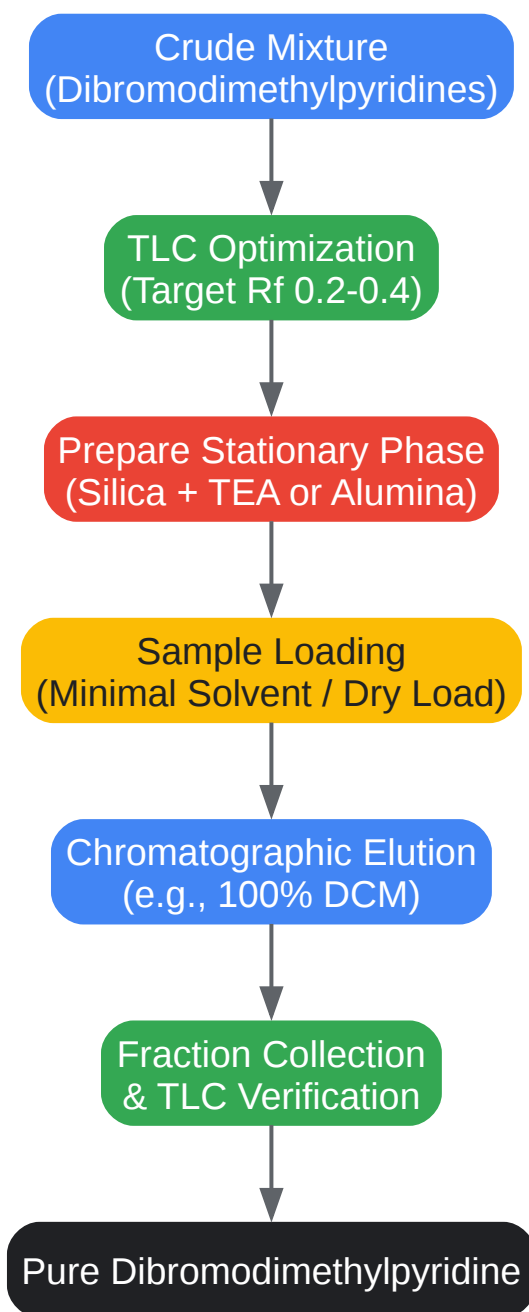 Crude Mixture
(Dibromodimethylpyridines)
TLC Optimization
(Target Rf 0.2-0.4)
Prepare Stationary Phase
(Silica + TEA or Alumina)
Sample Loading
(Minimal Solvent / Dry Load)
Chromatographic Elution
(e.g., 100% DCM)
Fraction Collection
& TLC Verification
Pure Dibromodimethylpyridine